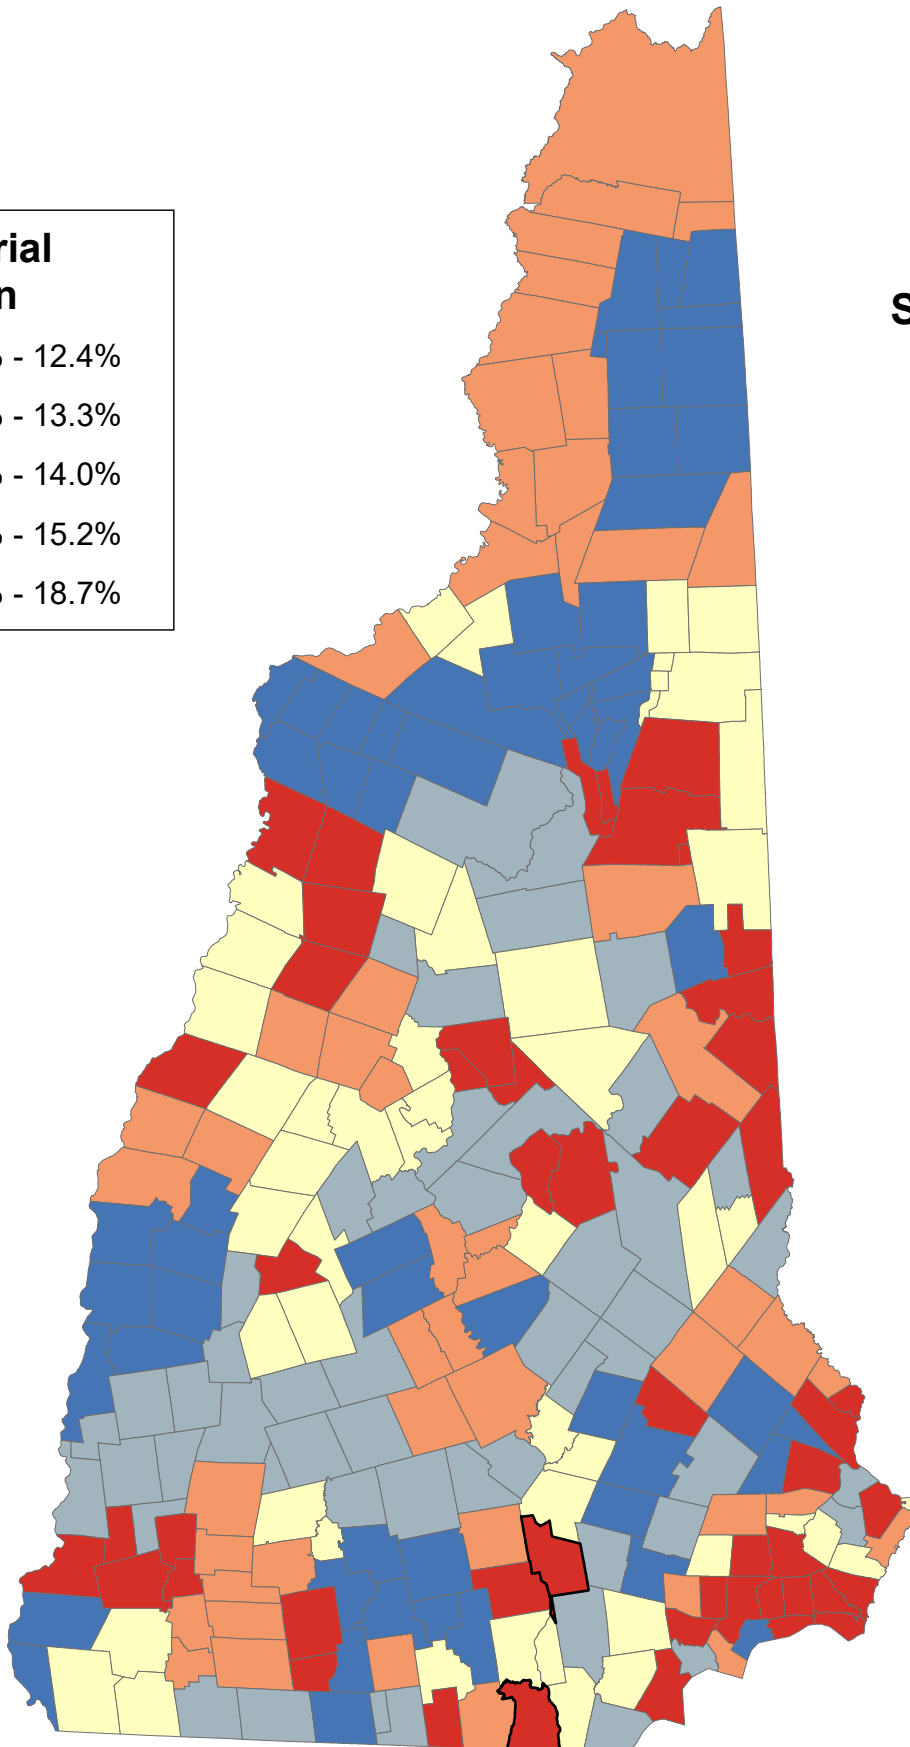 rial
n
% - 12.4%
% - 13.3%
% - 14.0%
% - 15.2%
% - 18.7%
S